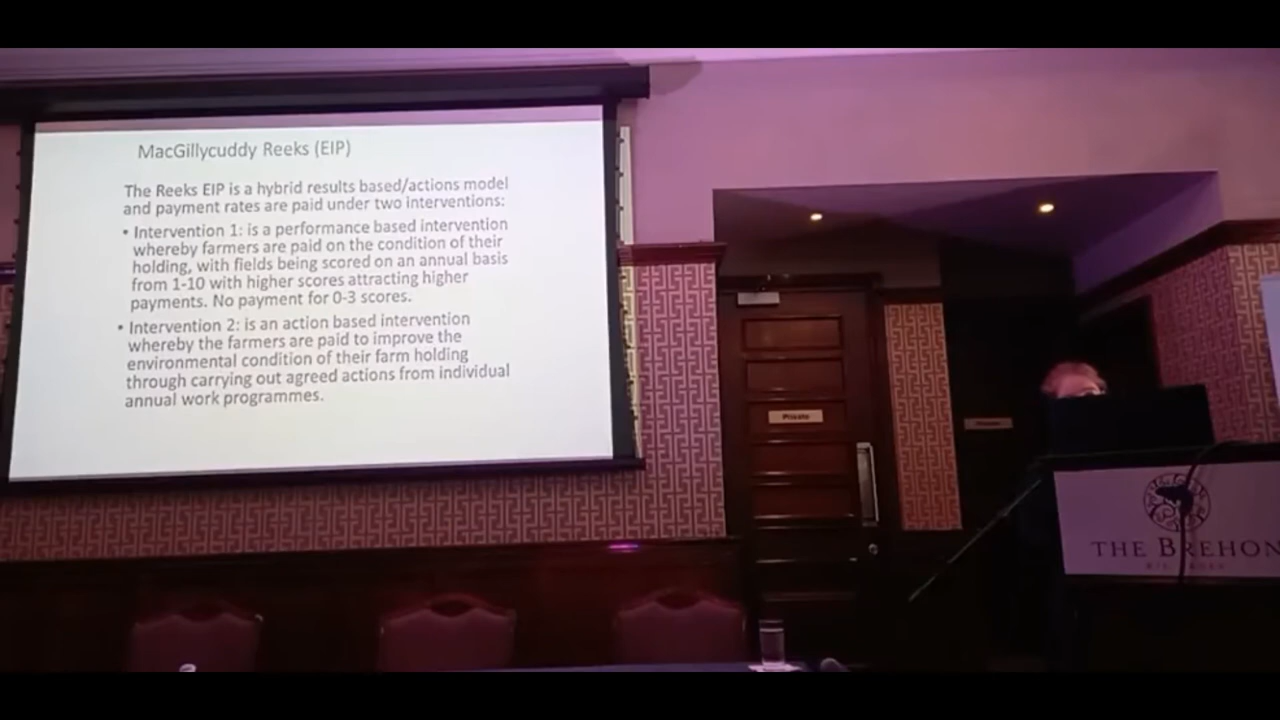 MacGillycuddy Reeks (EIP)
The Reeks EIP is a hybrid results based/actions model
and payment rates are paid under two interventions:
• Intervention 1: is a performance based intervention
whereby farmers are paid on the condition of their
holding, with fields being scored on an annual basis
from 1-10 with higher scores attracting higher
payments. No payment for 0-3 scores.
• Intervention 2: is an action based intervention
whereby the farmers are paid to improve the
environmental condition of their farm holding
through carrying out agreed actions from individual
annual work programmes.
Private
THE BREHON